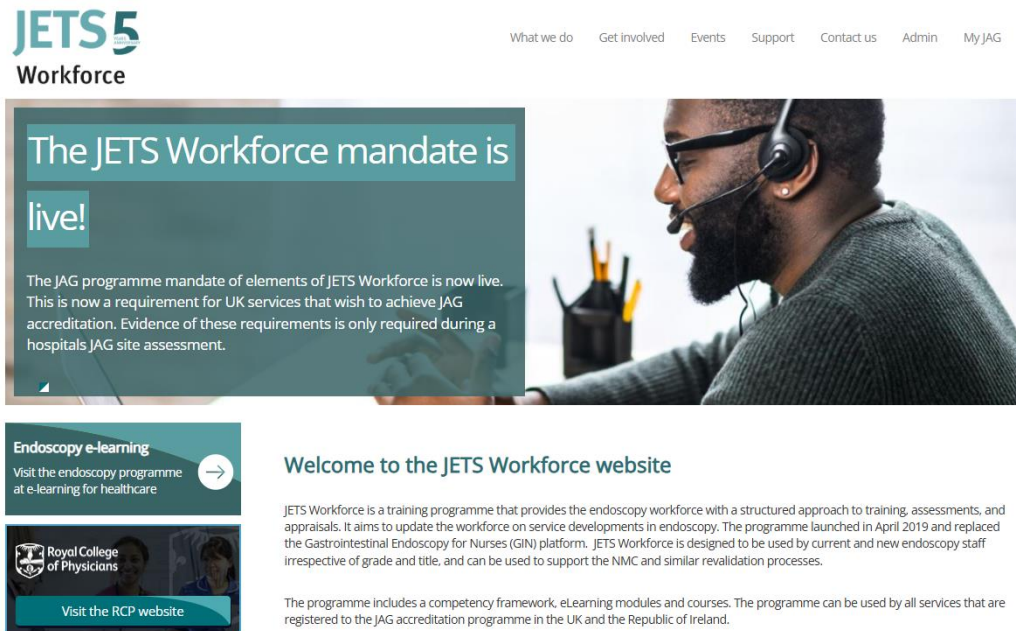 JETS 5
Workforce
What we do Get involved Events Support Contact us Admin My JAG
The JETS Workforce mandate is
live!
The JAG programme mandate of elements of JETS Workforce is now live.
This is now a requirement for UK services that wish to achieve JAG
accreditation. Evidence of these requirements is only required during a
hospitals JAG site assessment.
Endoscopy e-learning
Visit the endoscopy programme
at e-learning for healthcare
Royal College
of Physicians
Visit the RCP website
Welcome to the JETS Workforce website
JETS Workforce is a training programme that provides the endoscopy workforce with a structured approach to training, assessments, and
appraisals. It aims to update the workforce on service developments in endoscopy. The programme launched in April 2019 and replaced
the Gastrointestinal Endoscopy for Nurses (GIN) platform. JETS Workforce is designed to be used by current and new endoscopy staff
irrespective of grade and title, and can be used to support the NMC and similar revalidation processes.
The programme includes a competency framework, eLearning modules and courses. The programme can be used by all services that are
registered to the JAG accreditation programme in the UK and the Republic of Ireland.